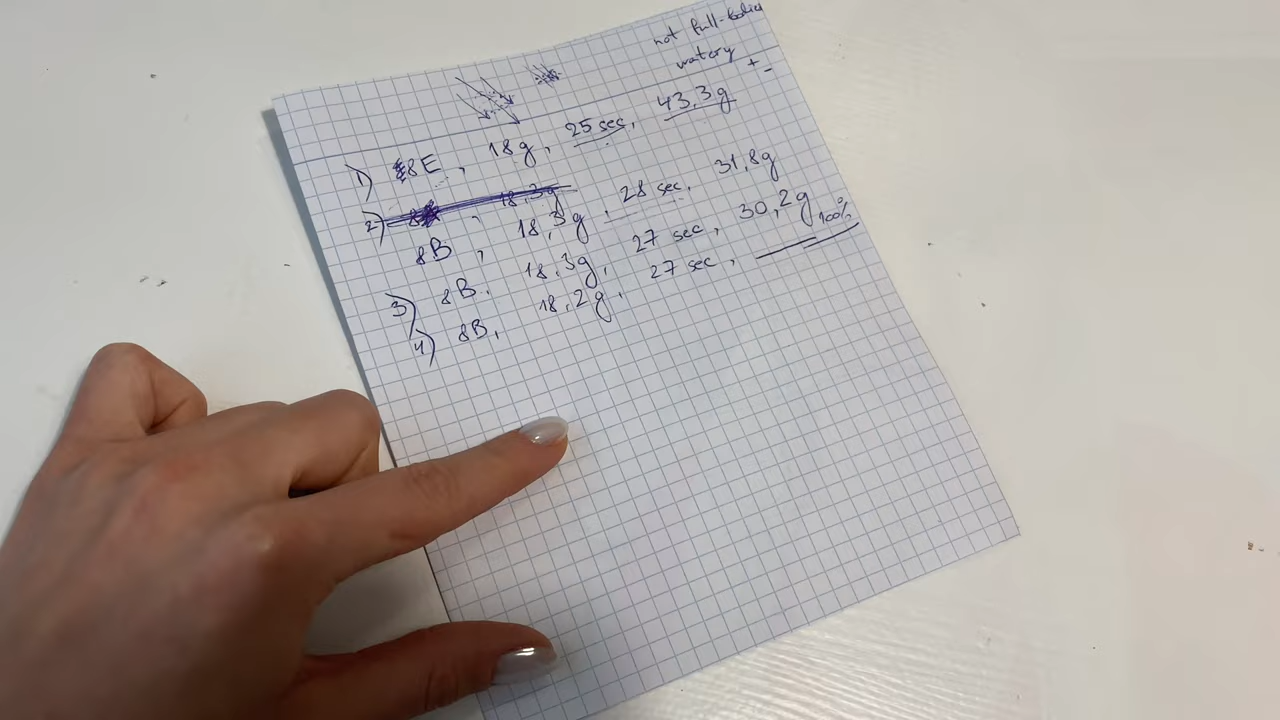 not full-bodied
watery + -
1) 8E, 18g, 25 sec, 43,3g
2) 18,3g
8B, 18,3g, 28 sec, 31,8g
3) 8B, 18,3g, 27 sec, 30,2g
4) 8B, 18,2g, 27 sec, 100%